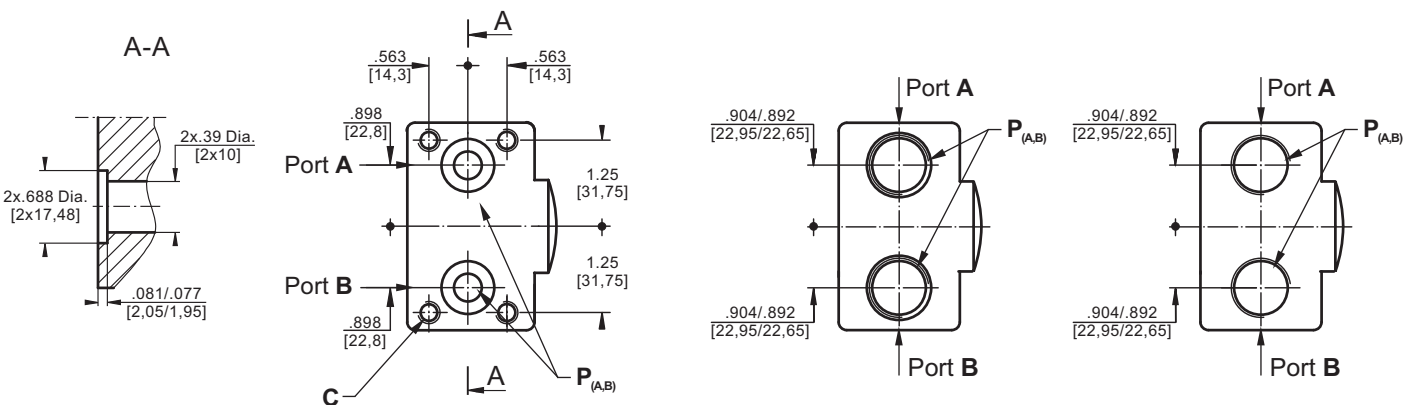 A-A
2x.39 Dia.
[2x10]
2x.688 Dia.
[2x17,48]
.081/.077
[2,05/1,95]
A
.563
[14,3]
.563
[14,3]
.898
[22,8]
Port A
1.25
[31,75]
Port B
1.25
[31,75]
.898
[22,8]
C
A
P(A,B)
Port A
.904/.892
[22,95/22,65]
P(A,B)
.904/.892
[22,95/22,65]
Port B
Port A
.904/.892
[22,95/22,65]
P(A,B)
.904/.892
[22,95/22,65]
Port B